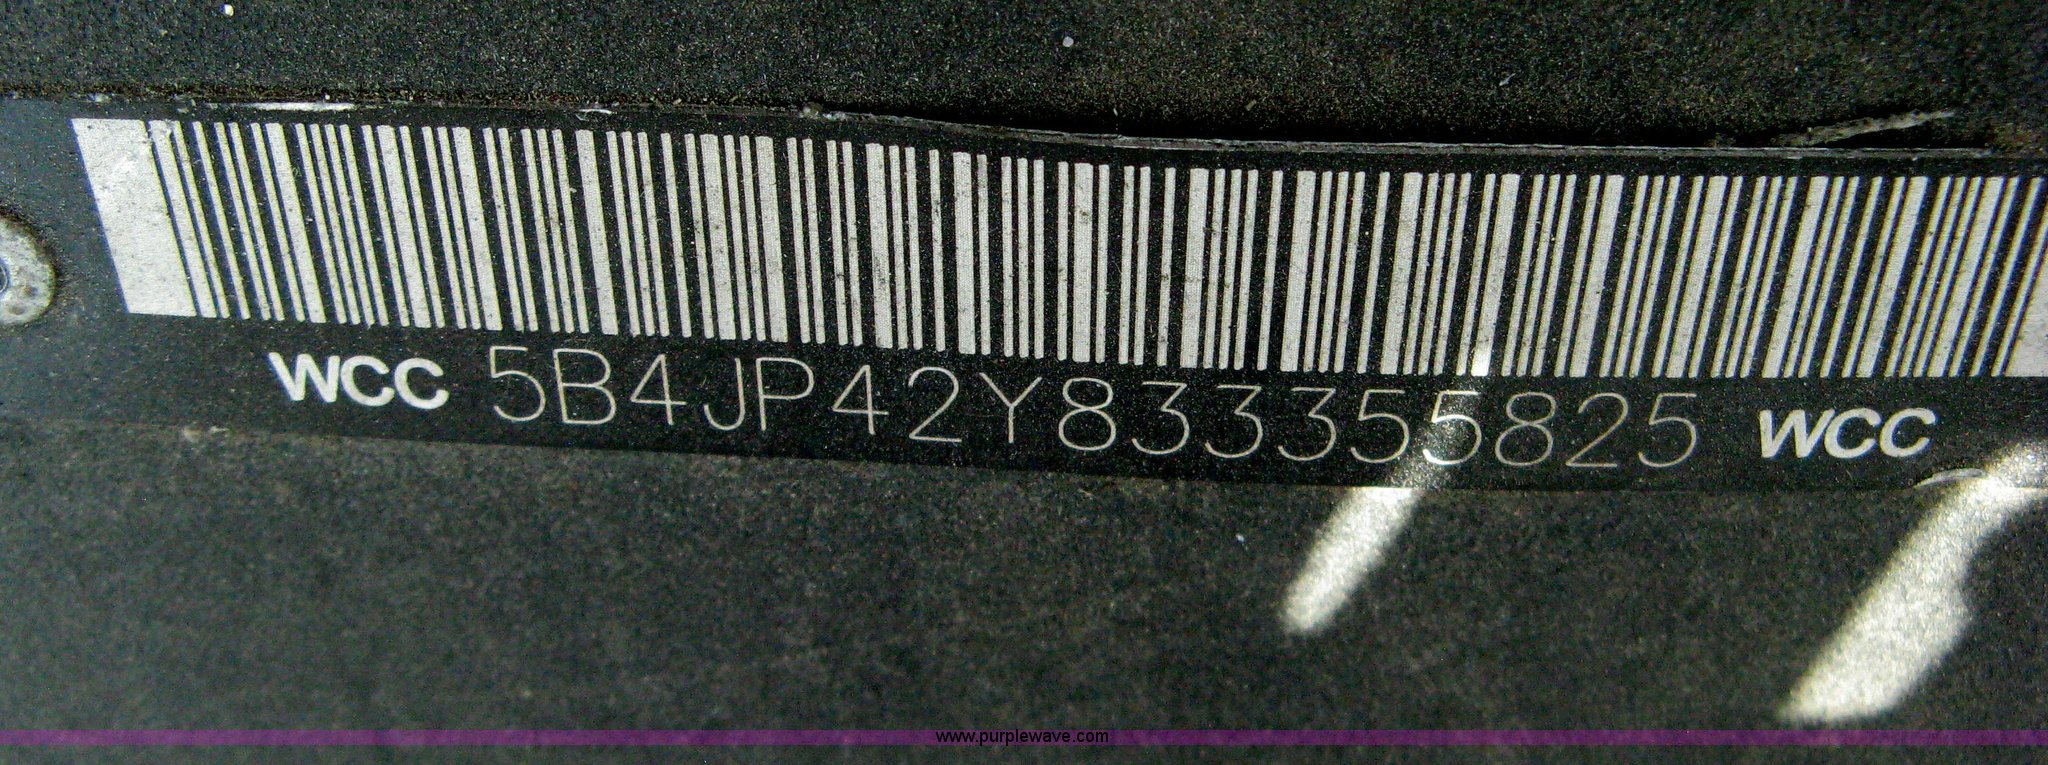 WCC 5B4JP42Y833355825 WCC
www.purplewave.com